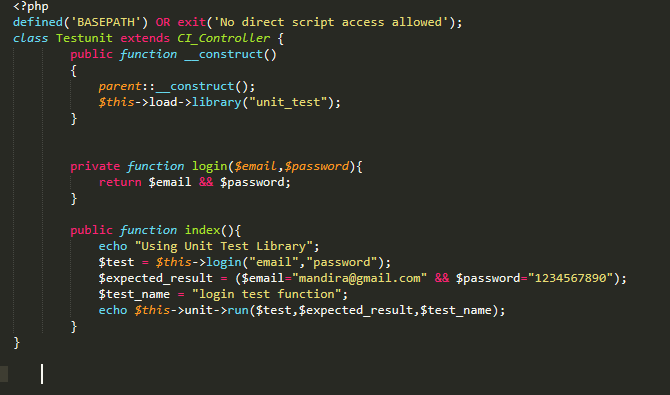 <?php
defined('BASEPATH') OR exit('No direct script access allowed');
class Testunit extends CI_Controller {
public function __construct()
{
parent::__construct();
$this->load->library("unit_test");
}
private function login($email,$password){
return $email && $password;
}
public function index(){
echo "Using Unit Test Library";
$test = $this->login("email","password");
$expected_result = ($email="mandira@gmail.com" && $password="1234567890");
$test_name = "login test function";
echo $this->unit->run($test,$expected_result,$test_name);
}
}